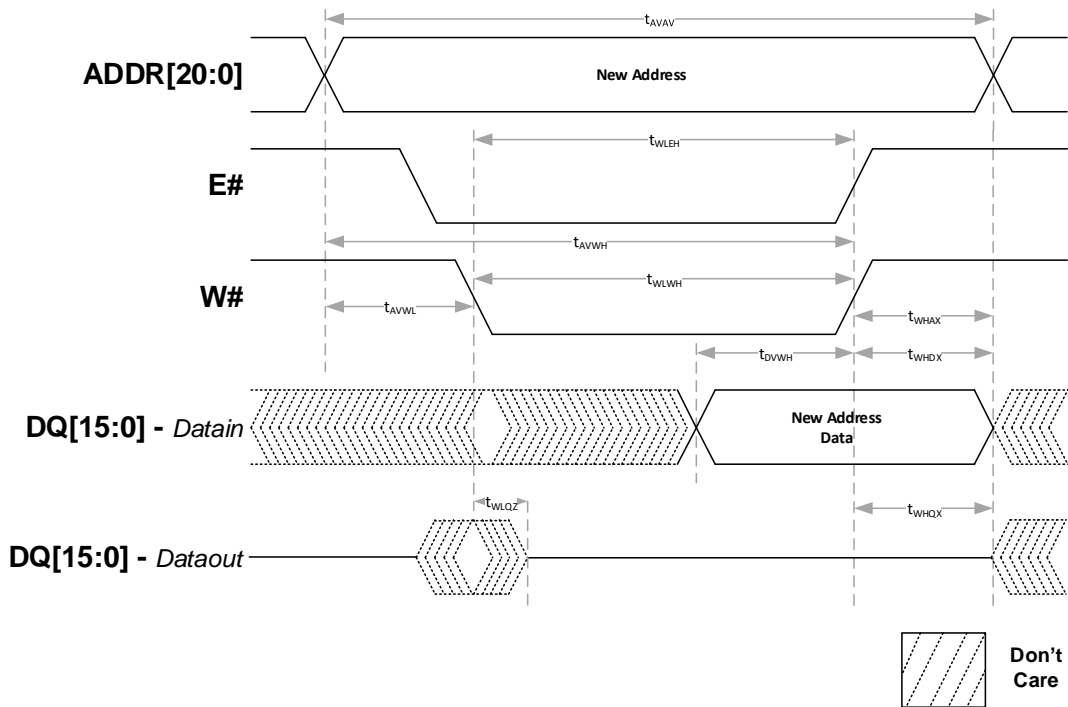 tAVAV
ADDR[20:0]
New Address
tWLEH
E#
tAVWH
W#
tWLWH
tAVWL
tWHAX
tDVWH
tWHDX
DQ[15:0] - Datain
New Address
Data
tWLQZ
tWHQX
DQ[15:0] - Dataout
Don't
Care